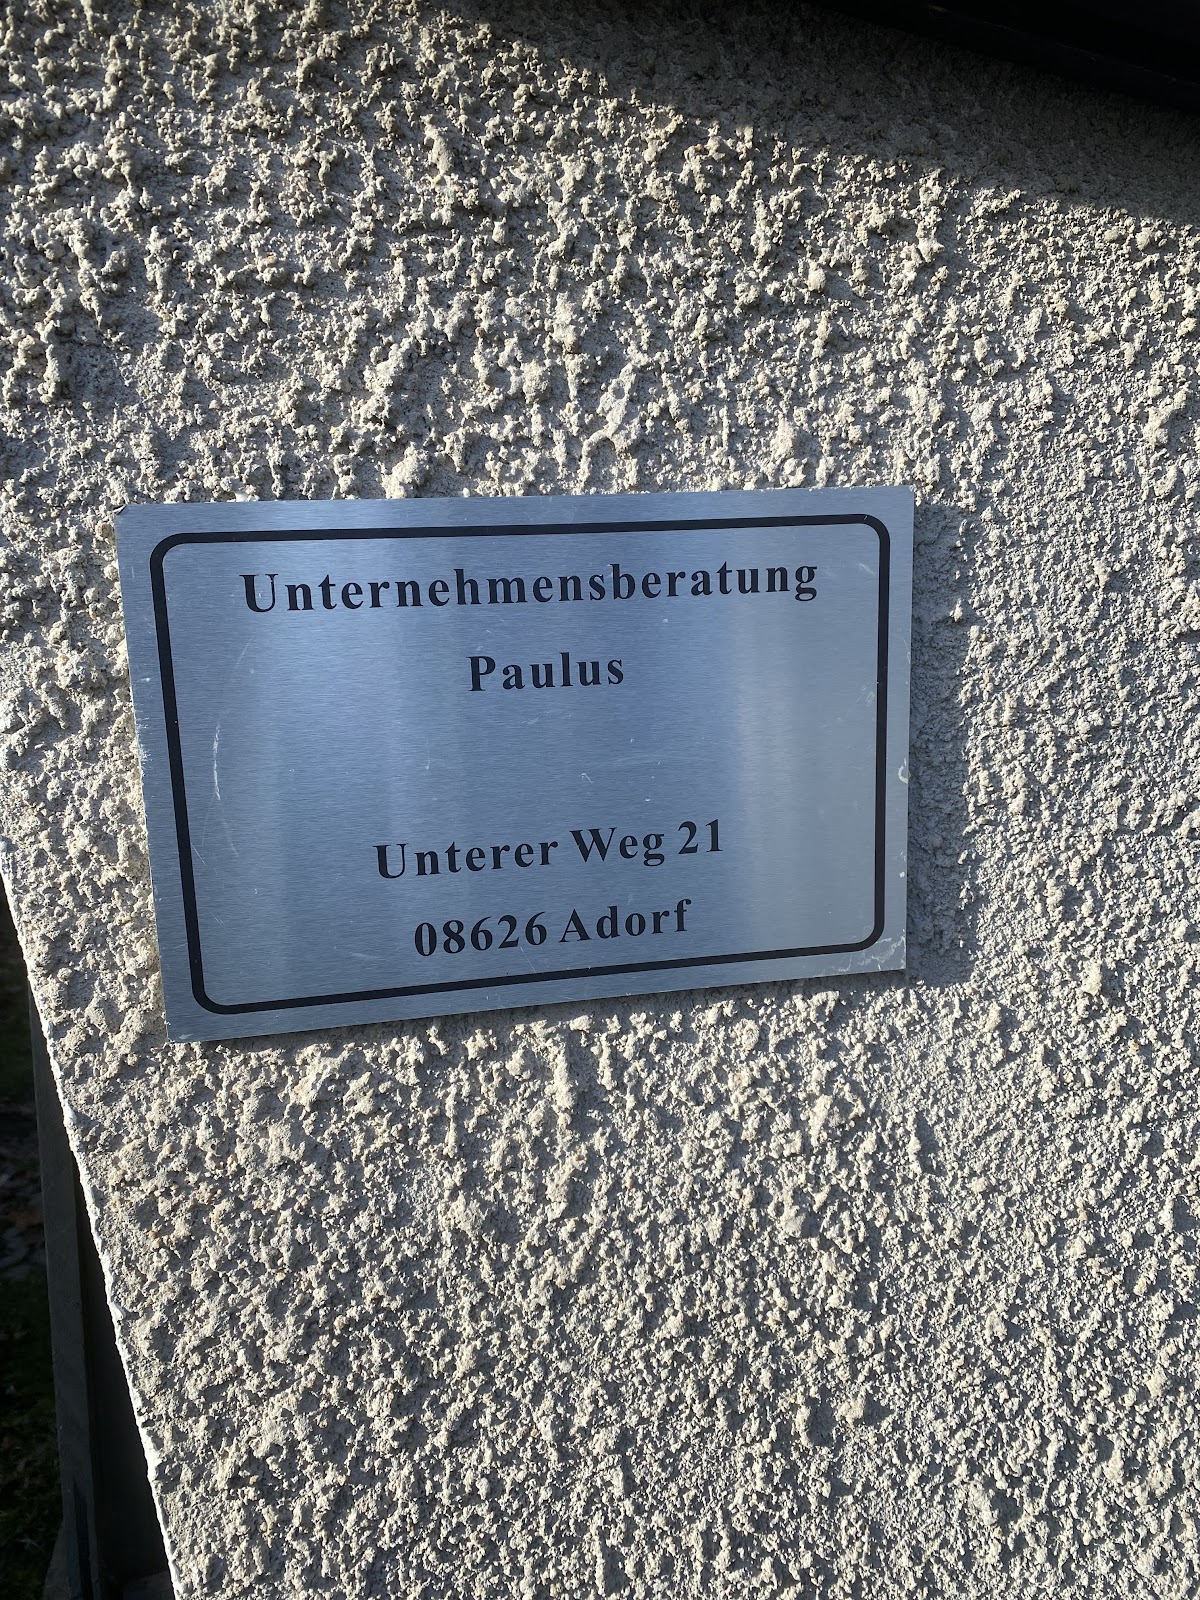 Unternehmensberatung
Paulus
Unterer Weg 21
08626 Adorf